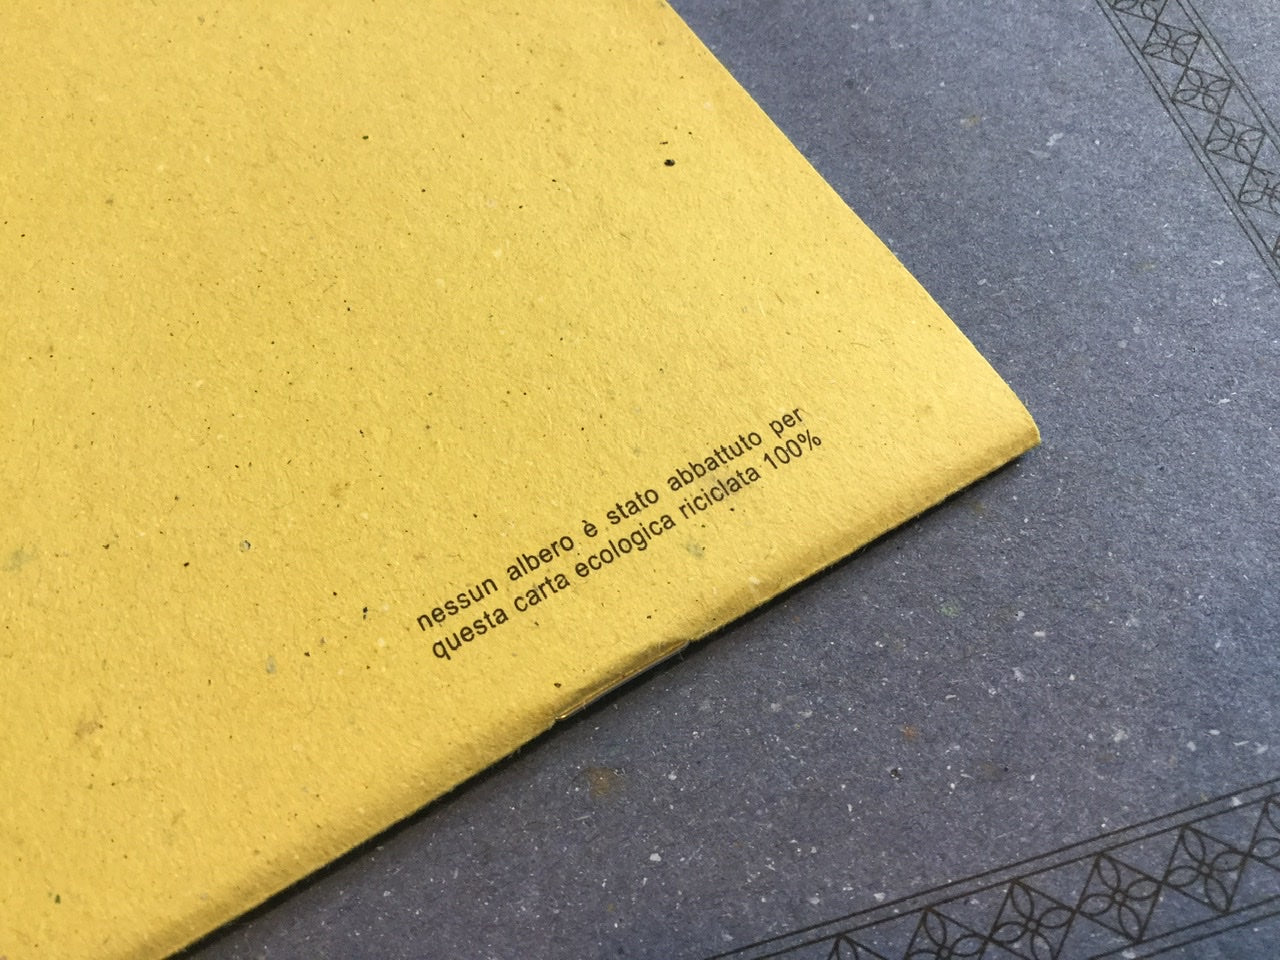 nessun albero è stato abbattuto per
questa carta ecologica riciclata 100%